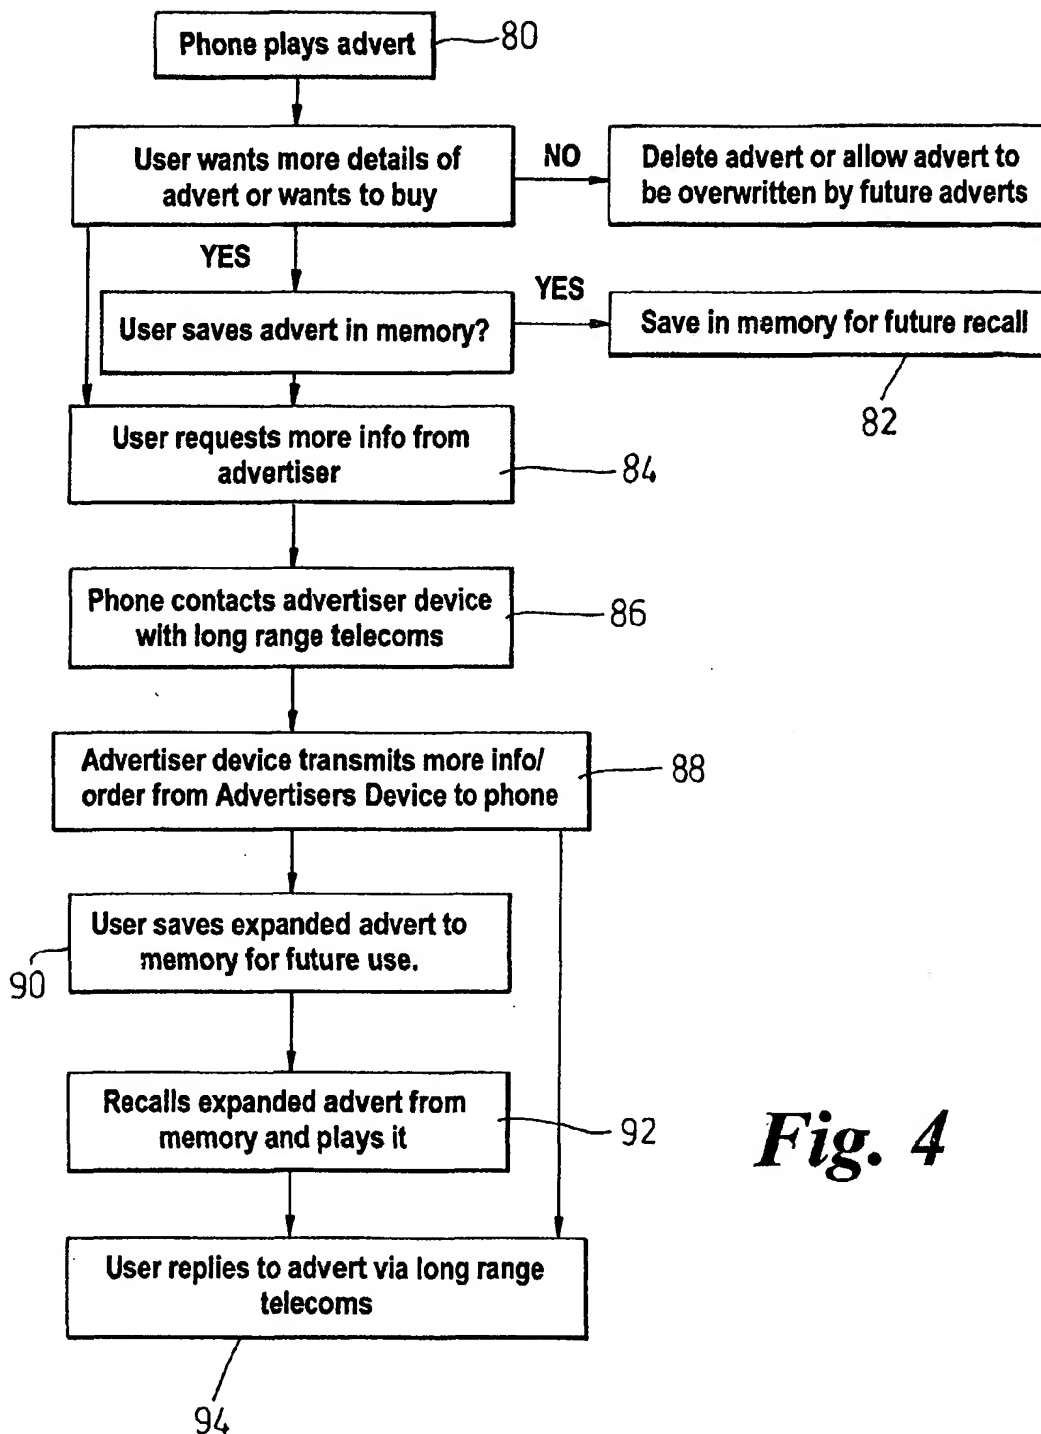 Phone plays advert
80
User wants more details of
advert or wants to buy
NO
Delete advert or allow advert to
be overwritten by future adverts
YES
User saves advert in memory?
YES
Save in memory for future recall
82
User requests more info from
advertiser
84
Phone contacts advertiser device
with long range telecoms
86
Advertiser device transmits more info/
order from Advertisers Device to phone
88
User saves expanded advert to
memory for future use.
90
Recalls expanded advert from
memory and plays it
92
Fig. 4
User replies to advert via long range
telecoms
94